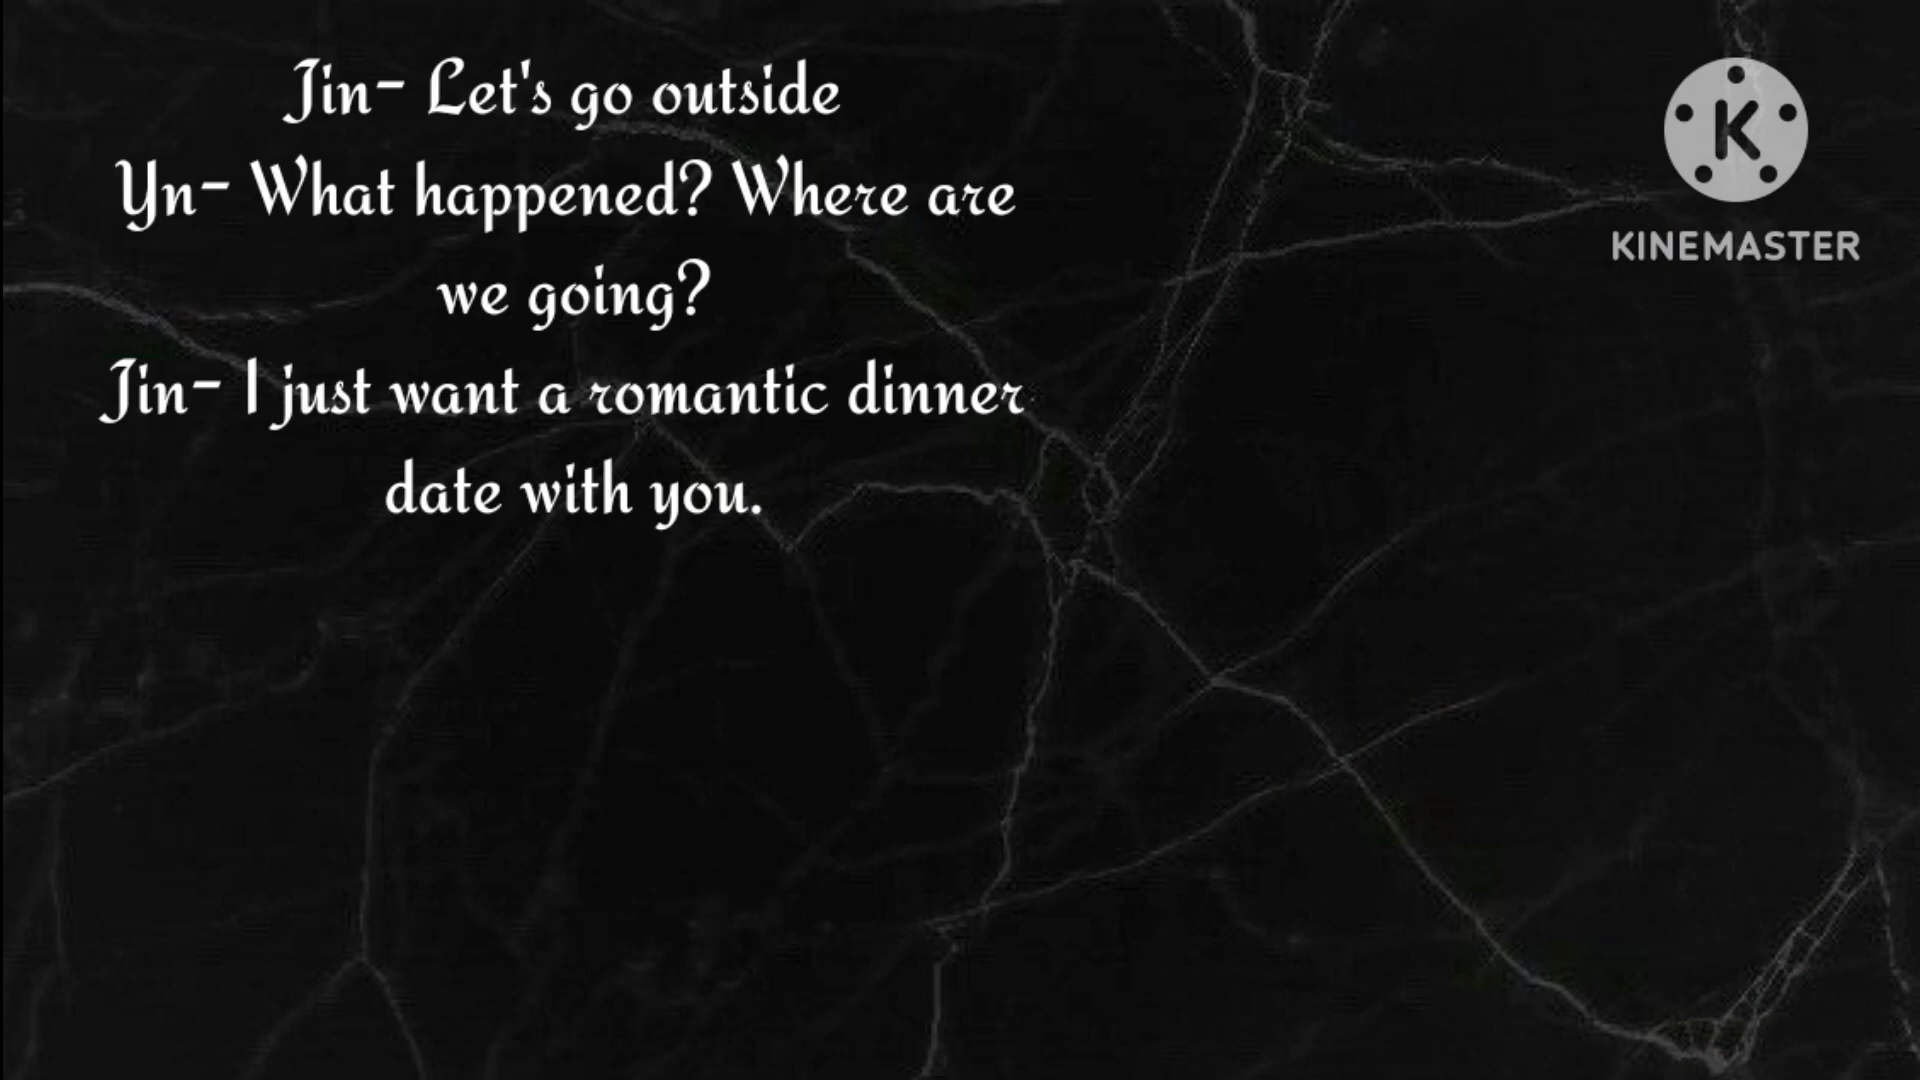 Jin- Let's go outside
Yn- What happened? Where are
we going?
Jin- I just want a romantic dinner
date with you.
K
KINEMASTER